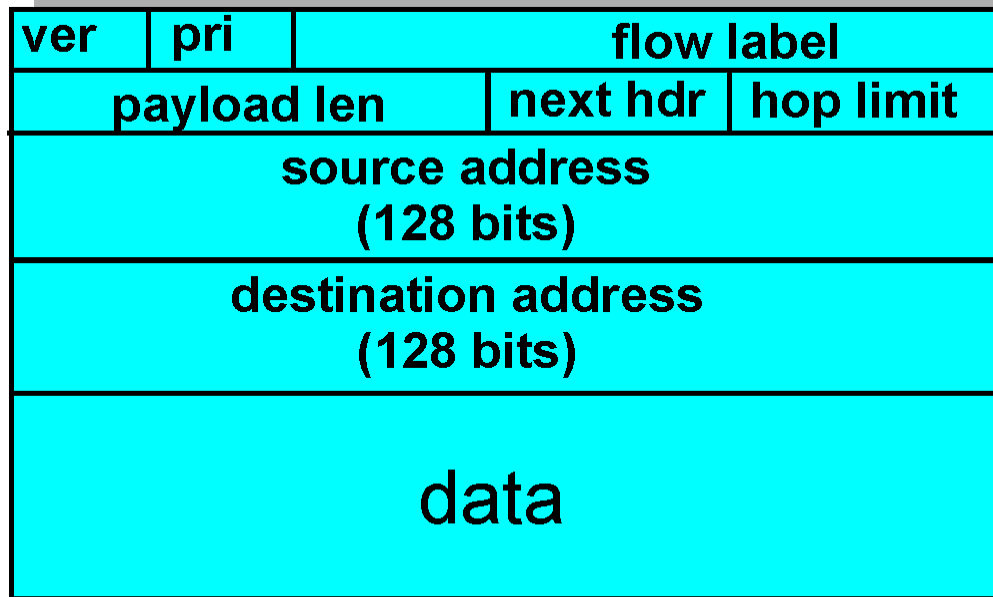 ver pri flow label
payload len next hdr hop limit
source address
(128 bits)
destination address
(128 bits)
data